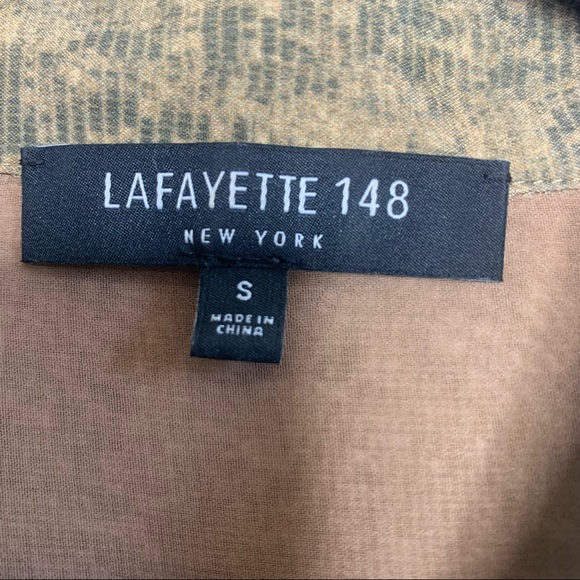 LAFAYETTE 148
NEW YORK
S
MADE IN
CHINA